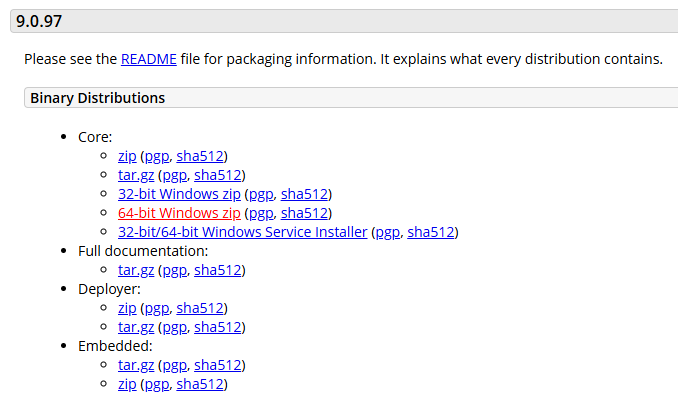 9.0.97
Please see the README file for packaging information. It explains what every distribution contains.
Binary Distributions
Core:
zip (pgp, sha512)
tar.gz (pgp, sha512)
32-bit Windows zip (pgp, sha512)
64-bit Windows zip (pgp, sha512)
32-bit/64-bit Windows Service Installer (pgp, sha512)
Full documentation:
tar.gz (pgp, sha512)
Deployer:
zip (pgp, sha512)
tar.gz (pgp, sha512)
Embedded:
tar.gz (pgp, sha512)
zip (pgp, sha512)